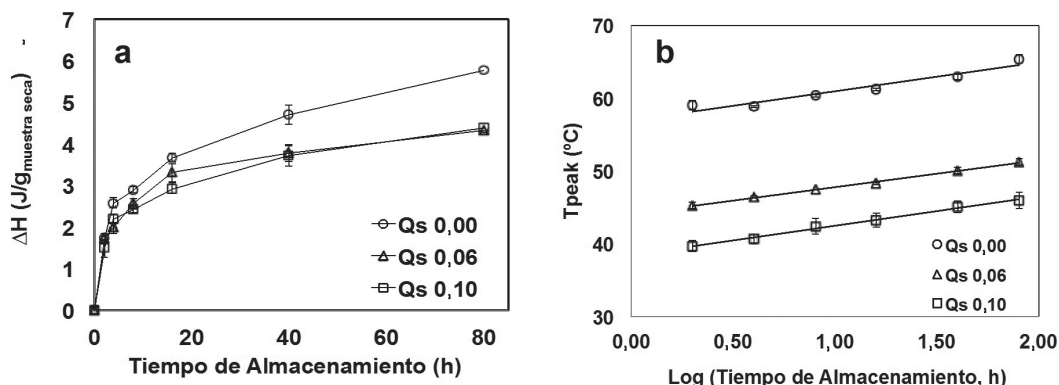 a
ΔH (J/gmuestra seca) -
7
6
5
4
3
2
1
0
Qs 0,00
Qs 0,06
Qs 0,10
0 20 40 60 80
Tiempo de Almacenamiento (h)
b
Tpeak (ºC)
70
60
50
40
30
Qs 0,00
Qs 0,06
Qs 0,10
0,00 0,50 1,00 1,50 2,00
Log (Tiempo de Almacenamiento, h)